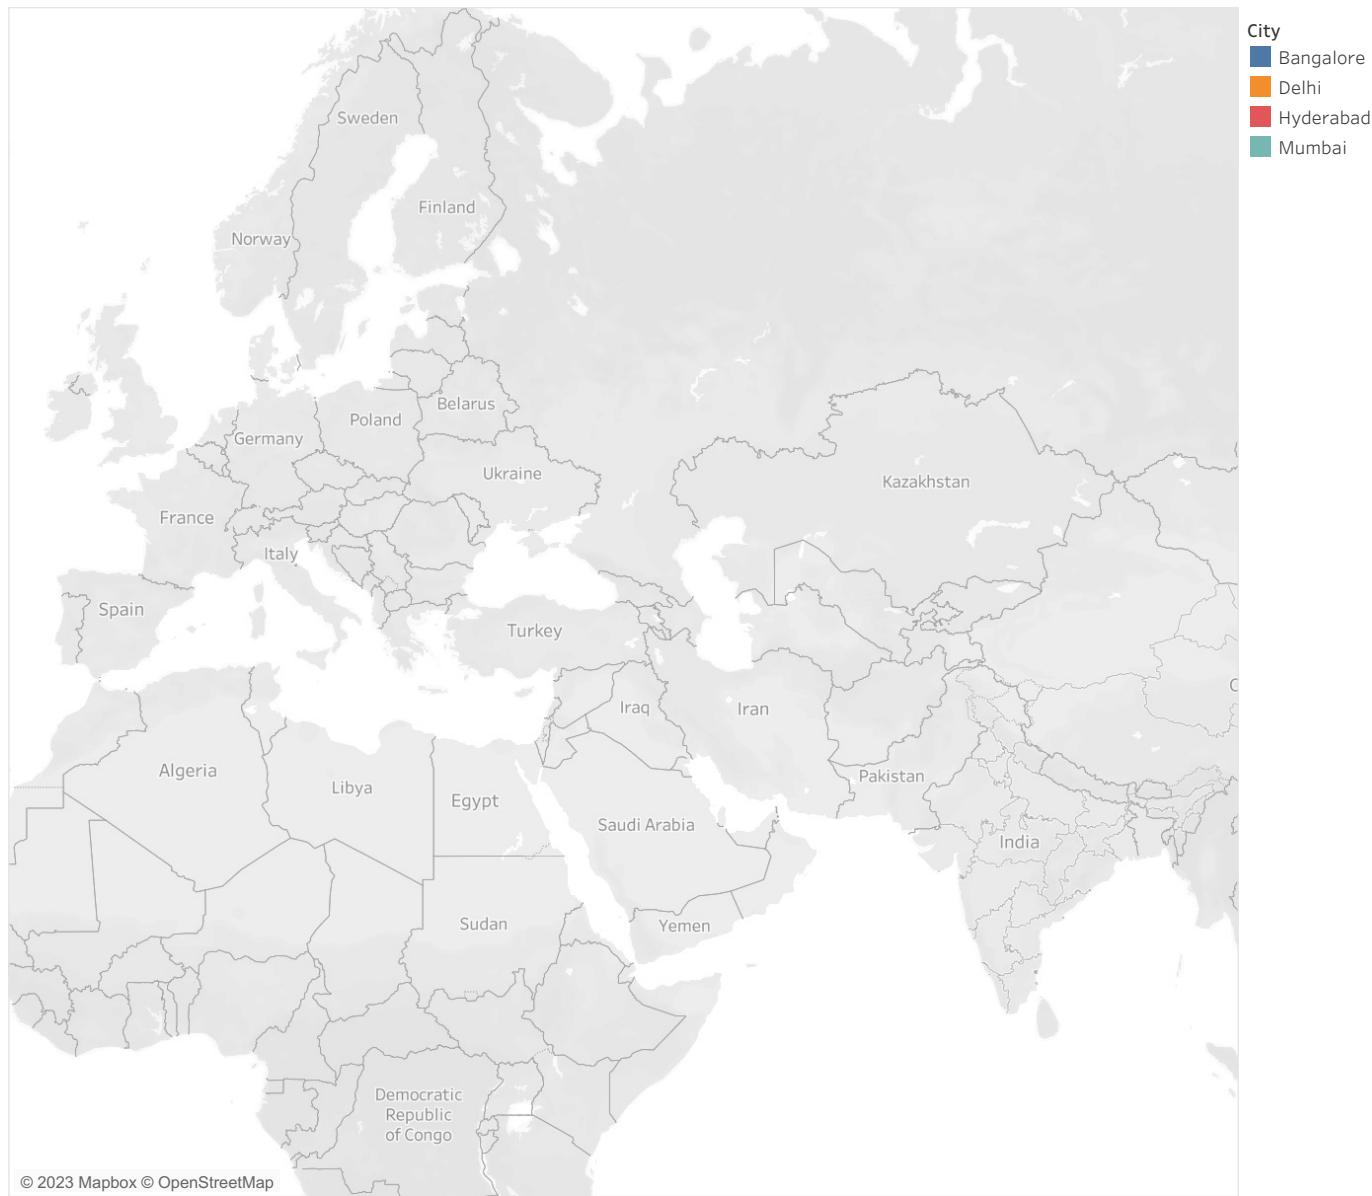 City
Bangalore
Delhi
Hyderabad
Mumbai
Sweden
Finland
Norway
Belarus
Poland
Germany
Ukraine
Kazakhstan
France
Italy
Spain
Turkey
Iraq
Iran
Algeria
Pakistan
Libya
Egypt
Saudi Arabia
India
Sudan
Yemen
Democratic
Republic
of Congo
© 2023 Mapbox © OpenStreetMap